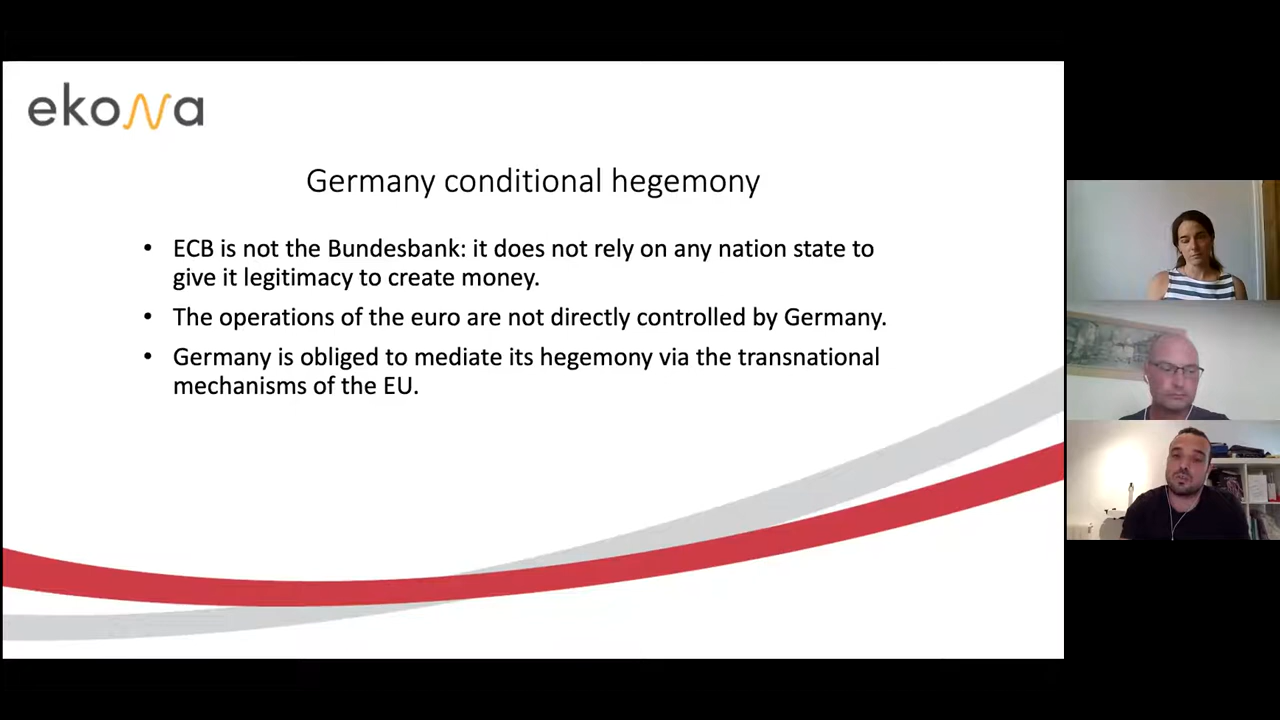 ekona
Germany conditional hegemony
• ECB is not the Bundesbank: it does not rely on any nation state to
give it legitimacy to create money.
• The operations of the euro are not directly controlled by Germany.
• Germany is obliged to mediate its hegemony via the transnational
mechanisms of the EU.